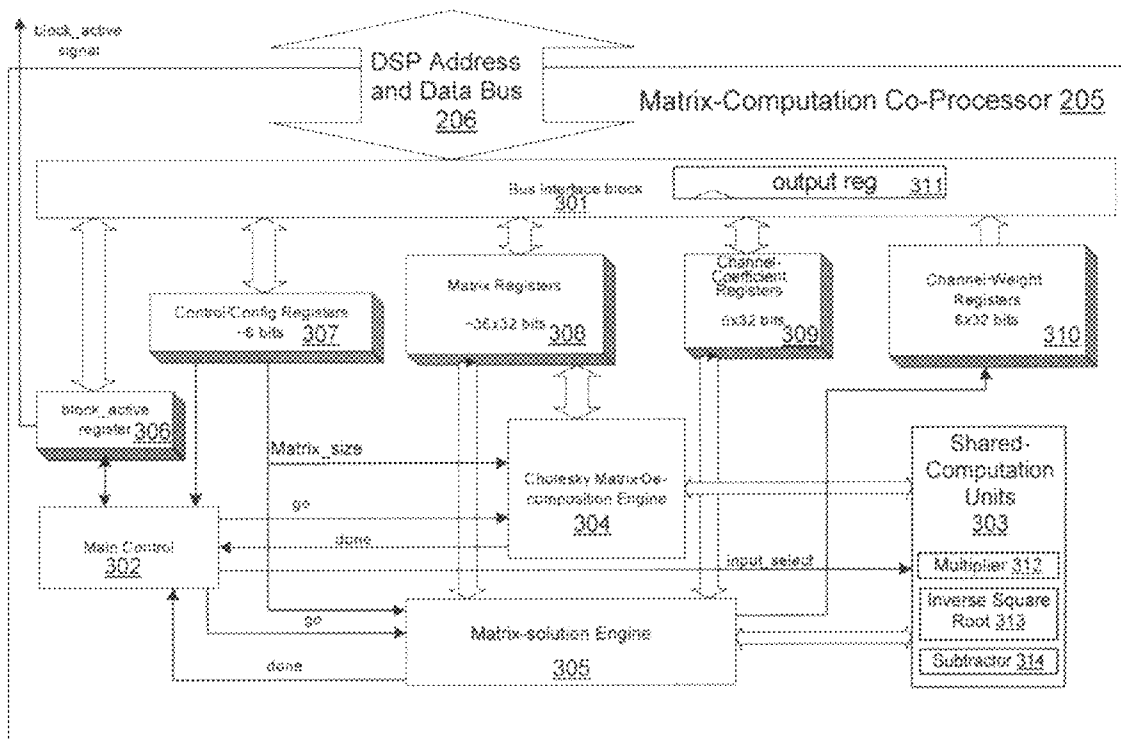 block_active
signal
DSP Address
and Data Bus
206
Matrix-Computation Co-Processor 205
Bus interface block
301
output reg 311
Control/Config Registers
~6 bits 307
Matrix Registers
~36x32 bits 308
Channel-
Coefficient
Registers
6x32 bits 309
Channel-Weight
Registers
6x32 bits
310
block_active
register 306
Matrix_size
Cholesky Matrix-De-
composition Engine
304
Shared-
Computation
Units
303
go
done
Main Control
302
input_select
Multiplier 312
Inverse Square
Root 313
Subtractor 314
go
done
Matrix-solution Engine
305